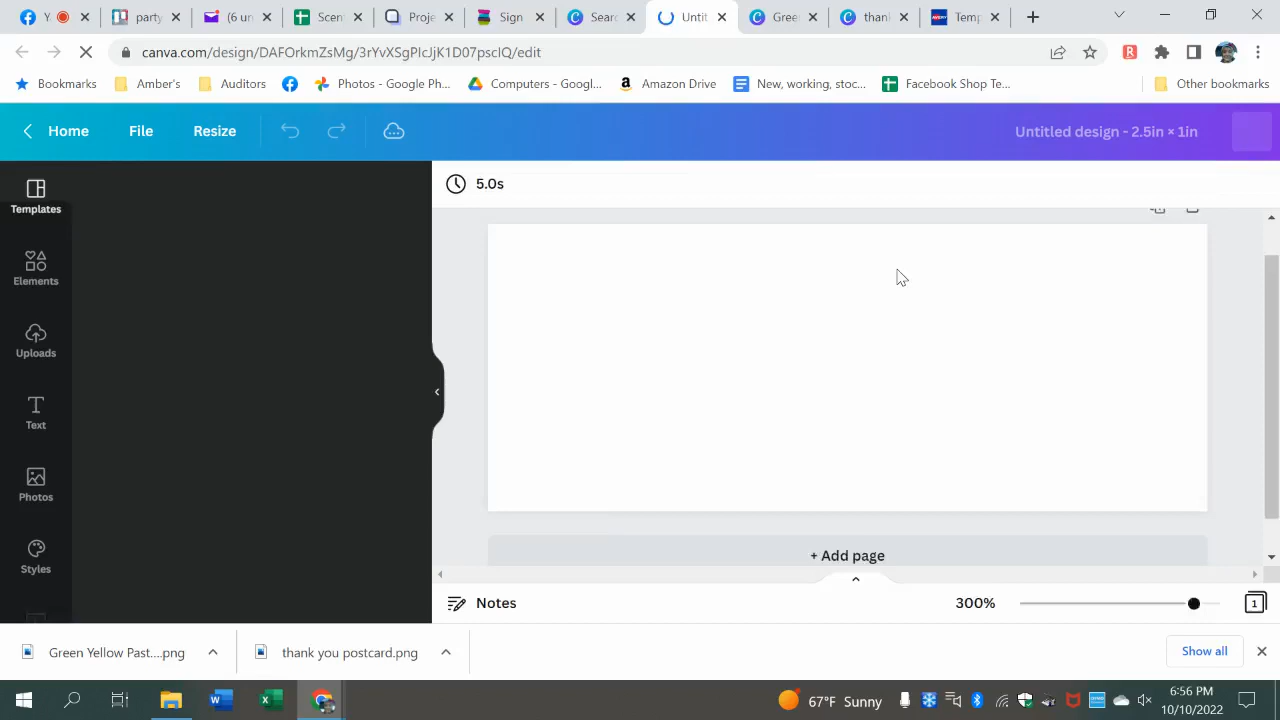 Y
party
(6 un
Scent
Proje
Sign
Searc
Untit
Greer
thank
Temp
canva.com/design/DAFOrkmZsMg/3rYvXSgPIcJjK1D07psclQ/edit
Bookmarks
Amber's
Auditors
Photos - Google Ph...
Computers - Googl...
Amazon Drive
New, working, stoc...
Facebook Shop Te...
Other bookmarks
Home
File
Resize
Untitled design - 2.5in × 1in
5.0s
Templates
Elements
Uploads
Text
Photos
Styles
+ Add page
Notes
300%
1
Green Yellow Past....png
thank you postcard.png
Show all
67°F Sunny
6:56 PM
10/10/2022